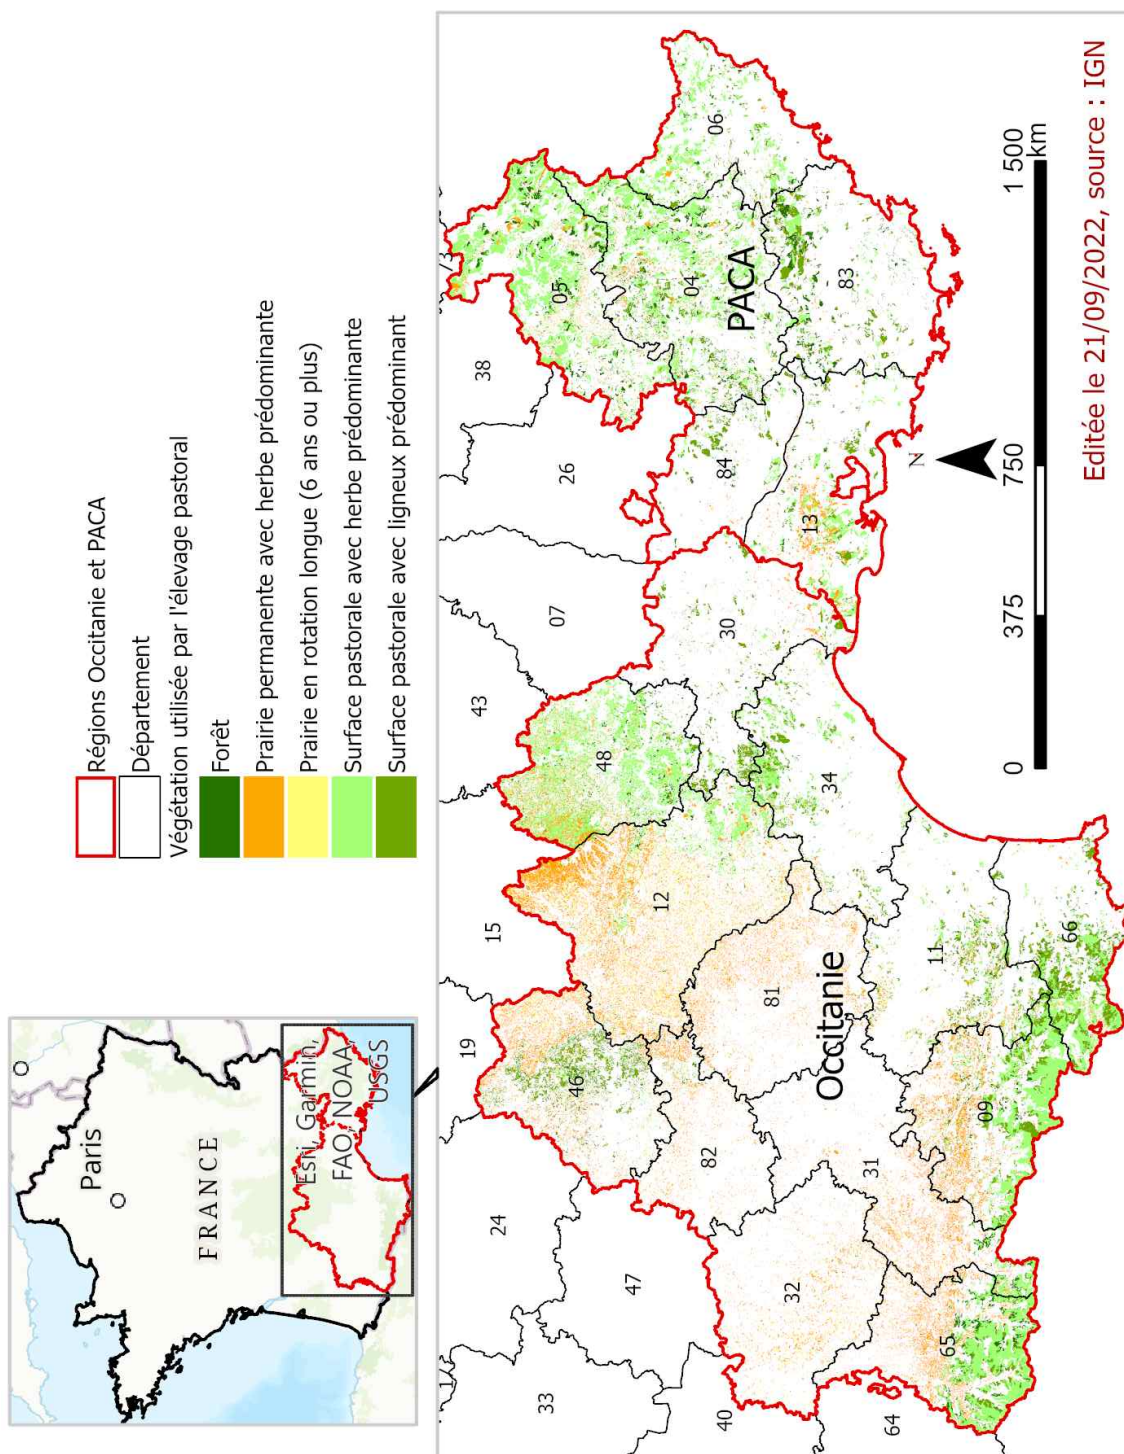 Paris
FRANCE
Esri, Garmin,
FAO, NOAA,
USGS
Régions Occitanie et PACA
Département
Végétation utilisée par l'élevage pastoral
Forêt
Prairie permanente avec herbe prédominante
Prairie en rotation longue (6 ans ou plus)
Surface pastorale avec herbe prédominante
Surface pastorale avec ligneux prédominant
33
24
19
15
43
07
26
38
47
40
64
46
12
48
30
84
05
04
06
82
81
32
31
34
13
83
65
09
11
66
Occitanie
PACA
N
0
375
750
1 500
km
Editée le 21/09/2022, source : IGN